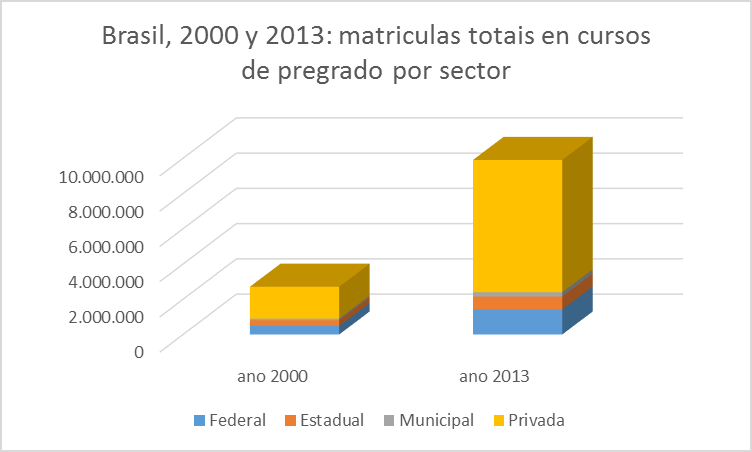 Brasil, 2000 y 2013: matriculas totais en cursos
de pregrado por sector
10.000.000
8.000.000
6.000.000
4.000.000
2.000.000
0
ano 2000 ano 2013
Federal Estadual Municipal Privada